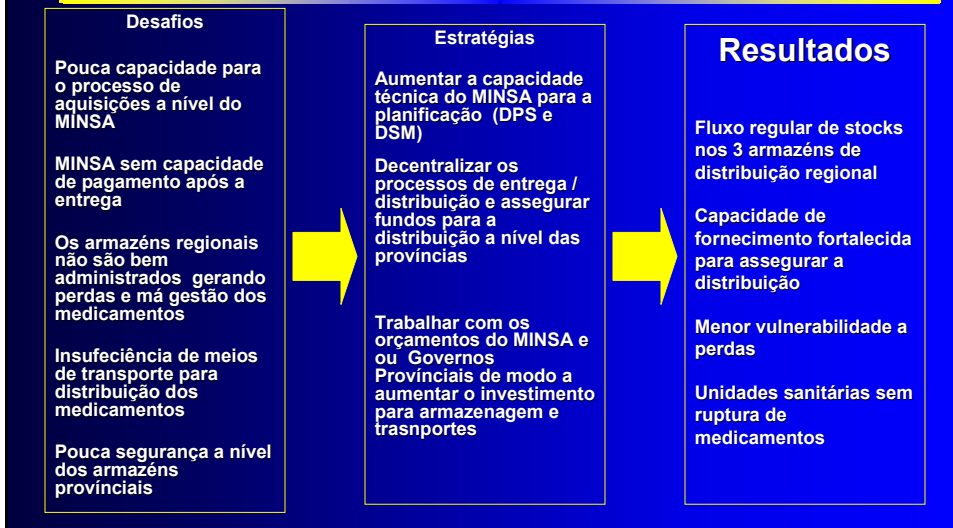 Desafios
Pouca capacidade para
o processo de
aquisições a nível do
MINSA
MINSA sem capacidade
de pagamento após a
entrega
Os armazéns regionais
não são bem
administrados gerando
perdas e má gestão dos
medicamentos
Insufeciência de meios
de transporte para
distribuição dos
medicamentos
Pouca segurança a nível
dos armazéns
provínciais
Estratégias
Aumentar a capacidade
técnica do MINSA para a
planificação (DPS e
DSM)
Decentralizar os
processos de entrega /
distribuição e assegurar
fundos para a
distribuição a nível das
províncias
Trabalhar com os
orçamentos do MINSA e
ou Governos
Provínciais de modo a
aumentar o investimento
para armazenagem e
trasnportes
Resultados
Fluxo regular de stocks
nos 3 armazéns de
distribuição regional
Capacidade de
fornecimento fortalecida
para assegurar a
distribuição
Menor vulnerabilidade a
perdas
Unidades sanitárias sem
ruptura de
medicamentos